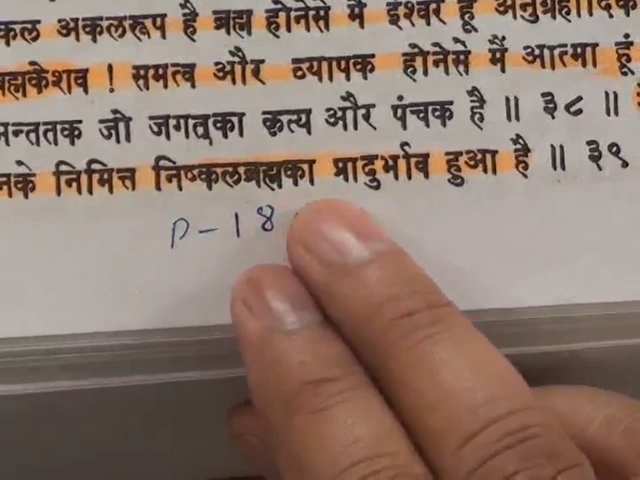 कल अकलरूप है ब्रह्म होनेसे मै ईश्वर हूं अनुग्रहादिक
ह्मकेशव ! समत्व और व्यापक होनेसे मैं आत्मा हूं
न्ततक जो जगत्का कृत्य और पंचक है ॥ ३८ ॥
नके निमित्त निष्कलब्रह्मका प्रादुर्भाव हुआ है ॥ ३९
P-18